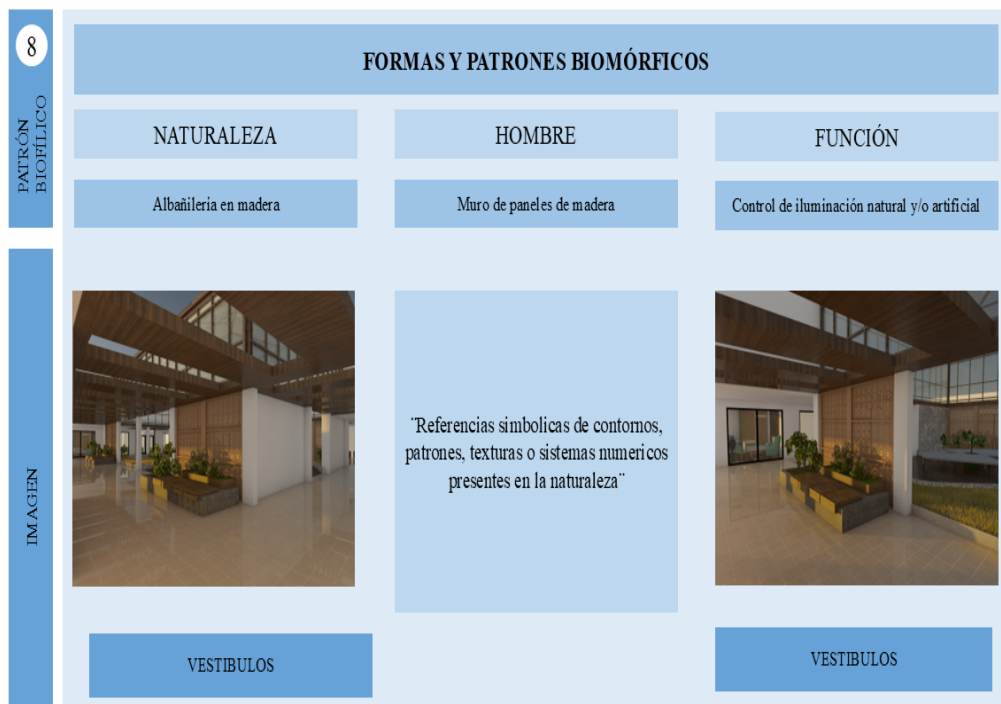 8
PATRÓN
BIOFÍLICO
FORMAS Y PATRONES BIOMÓRFICOS
NATURALEZA
HOMBRE
FUNCIÓN
Albañilería en madera
Muro de paneles de madera
Control de iluminación natural y/o artificial
IMAGEN
¨Referencias simbolicas de contornos,
patrones, texturas o sistemas numericos
presentes en la naturaleza¨
VESTIBULOS
VESTIBULOS